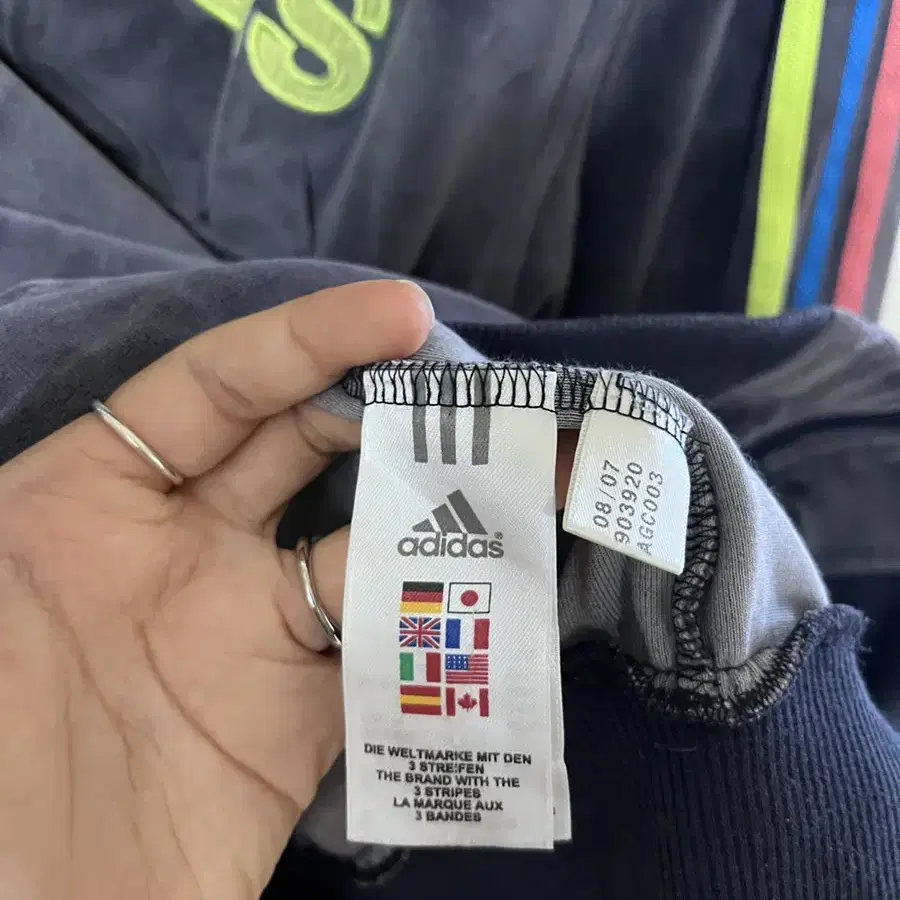 S
adidas®
DIE WELTMARKE MIT DEN
3 STREIFEN
THE BRAND WITH THE
3 STRIPES
LA MARQUE AUX
3 BANDES
08/07
903920
AGC003